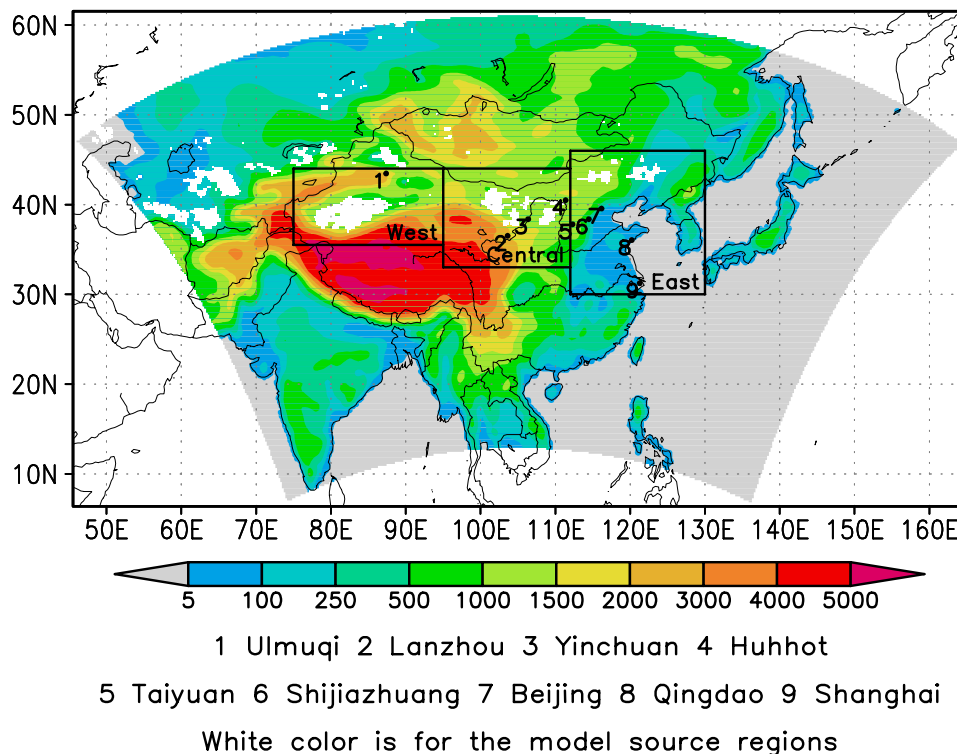 60N
50N
1
40N
4
3
7
5 6
West
2
8
Central
30N
9 East
20N
10N
50E 60E 70E 80E 90E 100E 110E 120E 130E 140E 150E 160E
5 100 250 500 1000 1500 2000 3000 4000 5000
1 Ulmuqi 2 Lanzhou 3 Yinchuan 4 Huhhot
5 Taiyuan 6 Shijiazhuang 7 Beijing 8 Qingdao 9 Shanghai
White color is for the model source regions